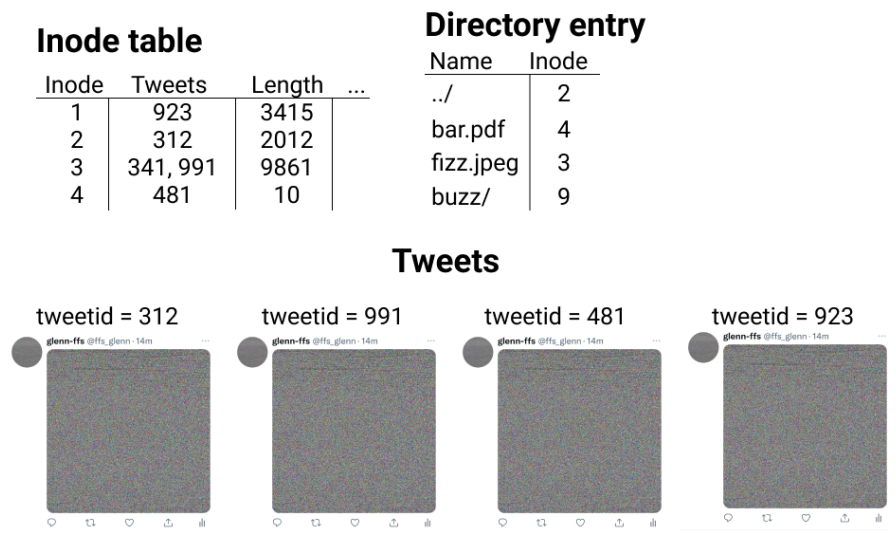 Inode table
Inode Tweets Length ...
1 923 3415
2 312 2012
3 341, 991 9861
4 481 10
Directory entry
Name Inode
../ 2
bar.pdf 4
fizz.jpeg 3
buzz/ 9
Tweets
tweetid = 312
glenn-ffs @ffs_glenn · 14m ...
tweetid = 991
glenn-ffs @ffs_glenn · 14m ...
tweetid = 481
glenn-ffs @ffs_glenn · 14m ...
tweetid = 923
glenn-ffs @ffs_glenn · 14m ...